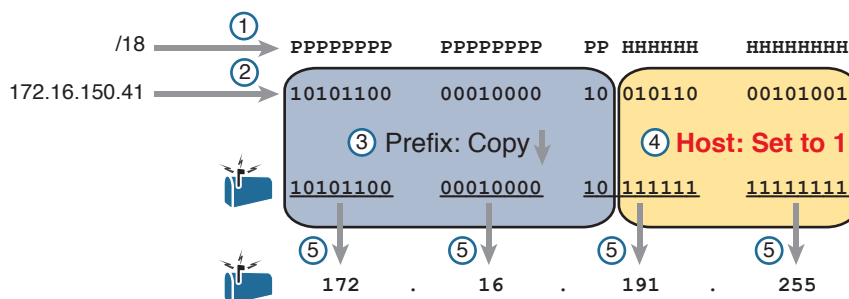 /18 ① PPPPPPPP PPPPPPPP PP HHHHHH HHHHHHHH
172.16.150.41 ② 10101100 00010000 10 010110 00101001
③ Prefix: Copy ④ Host: Set to 1
10101100 00010000 10 111111 11111111
⑤ ⑤ ⑤ ⑤
172 . 16 . 191 . 255